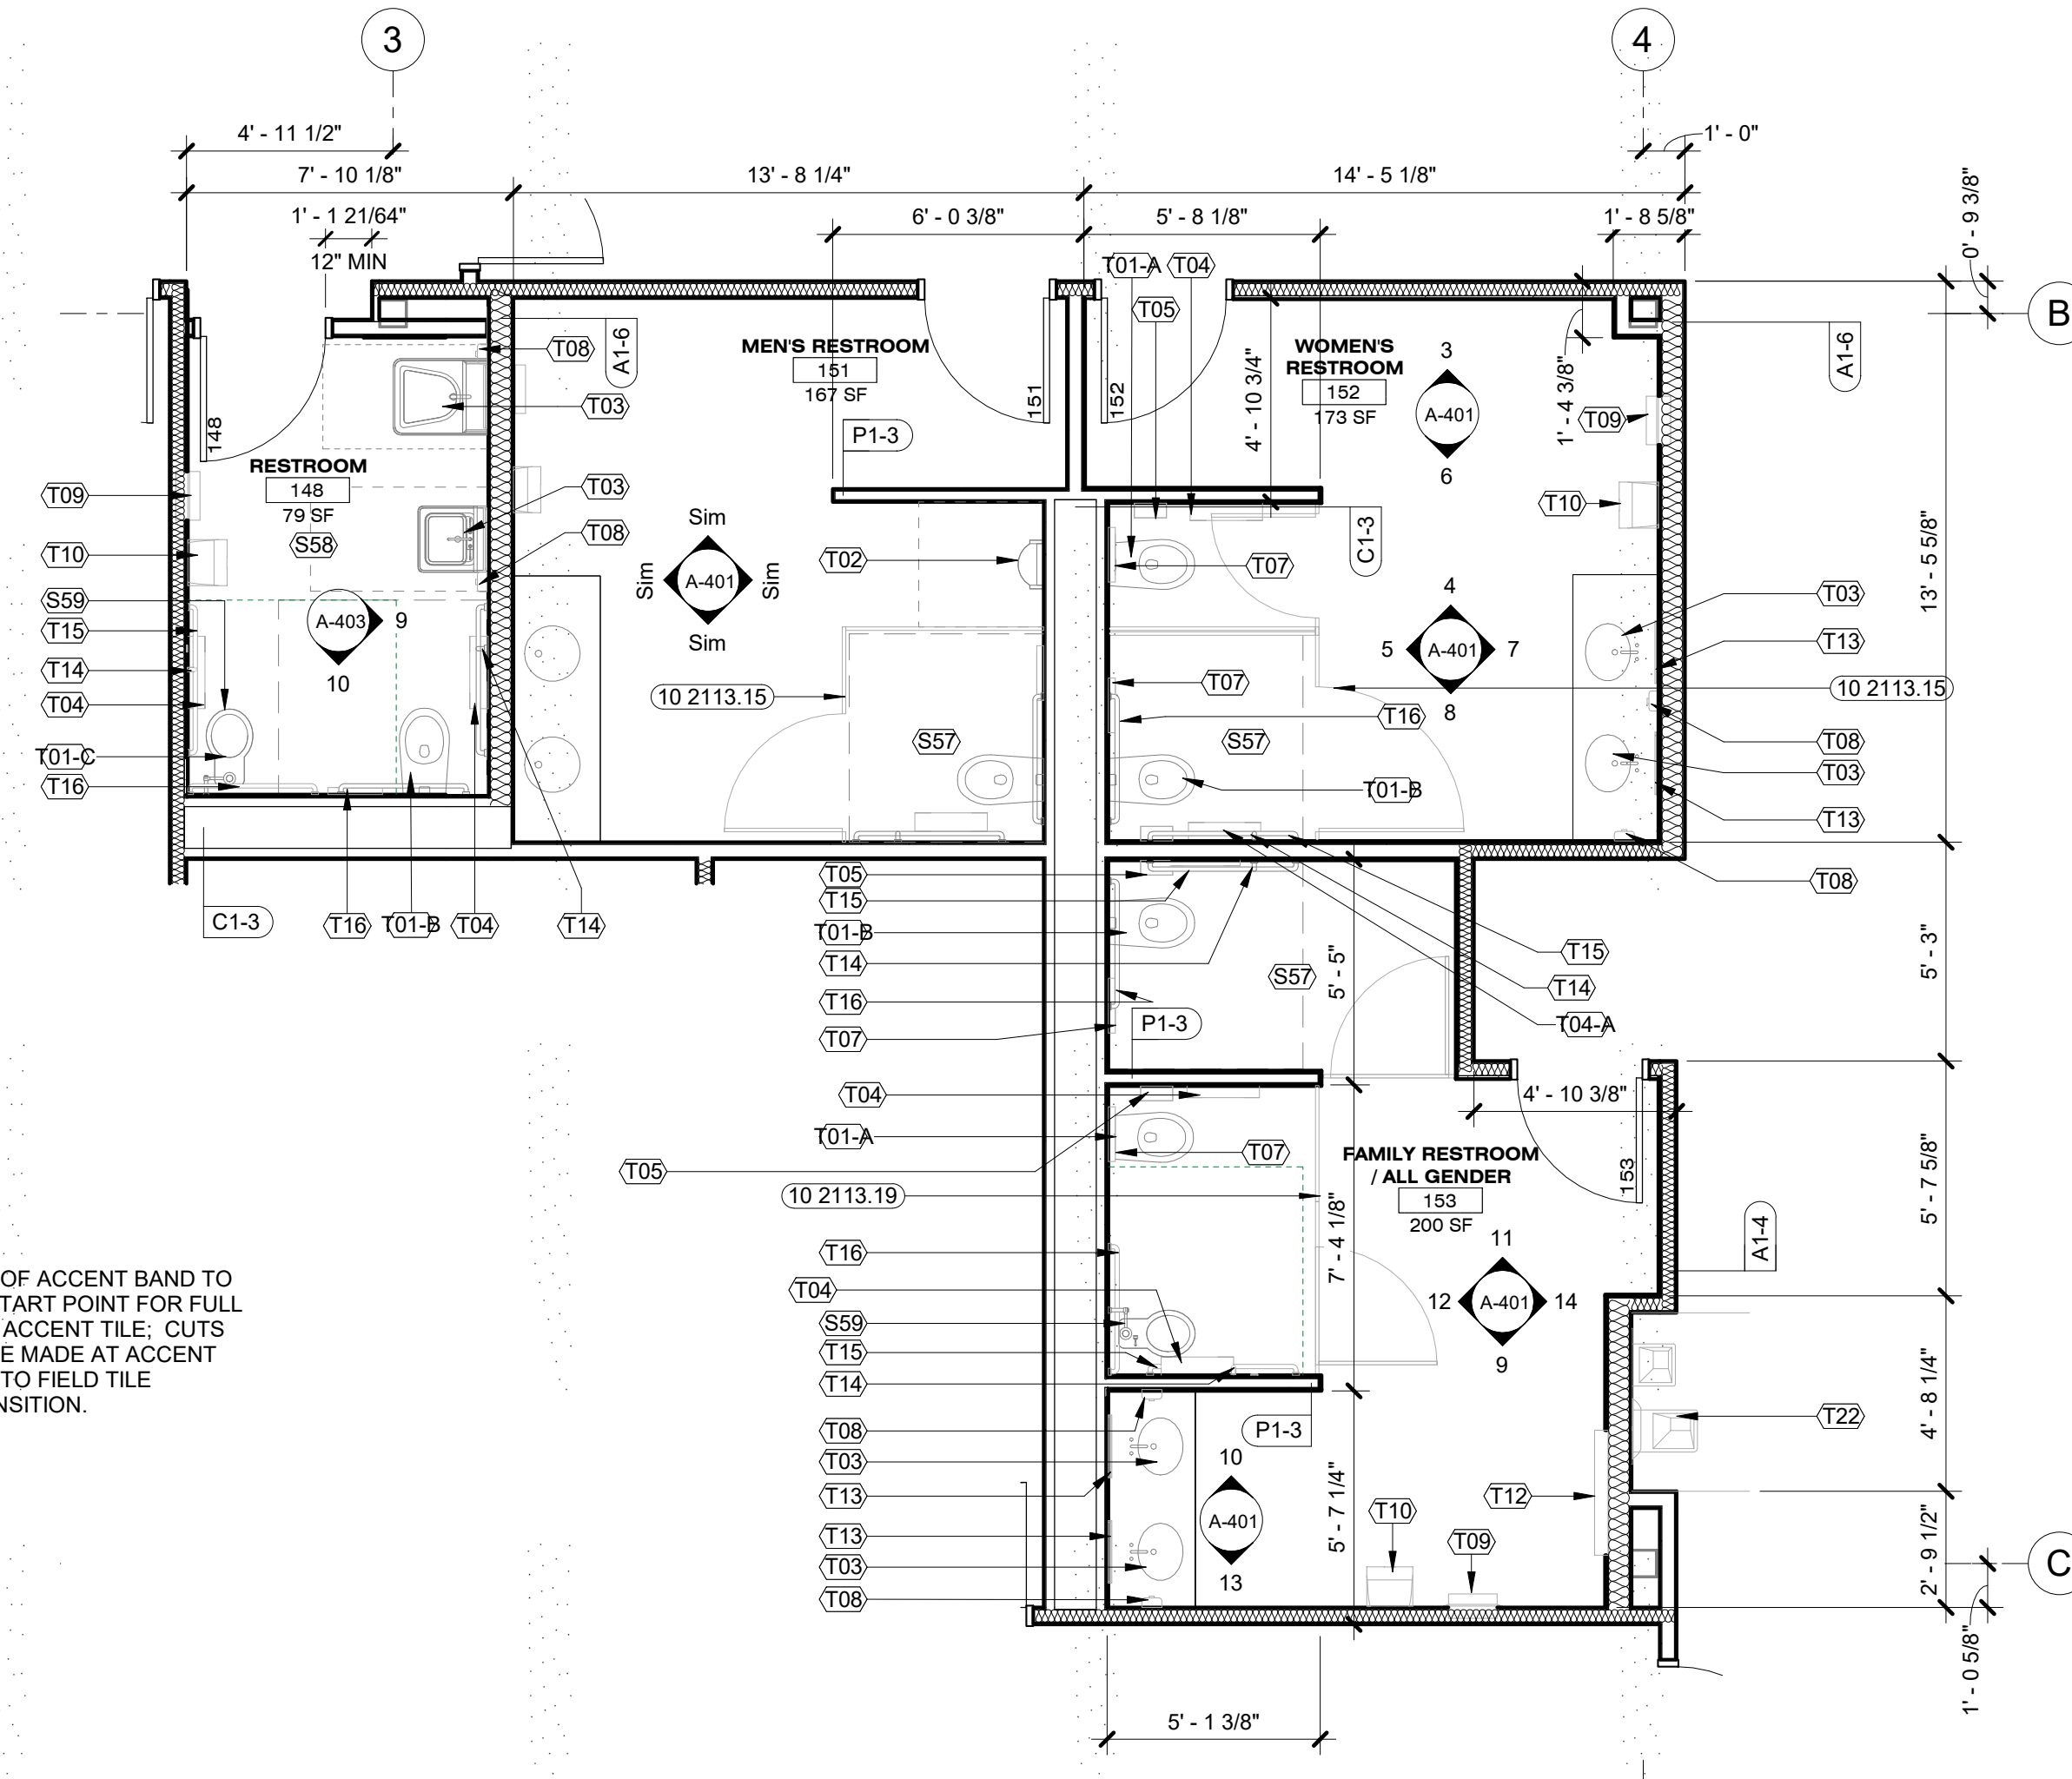 3
4
4' - 11 1/2"
1' - 0"
7' - 10 1/8"
13' - 8 1/4"
14' - 5 1/8"
1' - 1 21/64"
6' - 0 3/8"
5' - 8 1/8"
1' - 8 5/8"
0' - 9 3/8"
12" MIN
T01-A
T04
T05
B
T08
A1-6
MEN'S RESTROOM
151
167 SF
151
152
4' - 10 3/4"
WOMEN'S
RESTROOM
152
173 SF
3
A-401
6
1' - 4 3/8"
T09
A1-6
T03
148
P1-3
RESTROOM
148
79 SF
S58
T09
T03
T10
T08
T10
Sim
Sim
A-401
Sim
Sim
T02
C1-3
T07
13' - 5 5/8"
S59
T15
A-403
9
10
T14
T04
T01-C
T16
4
5
A-401
7
8
T03
T13
10 2113.15
T07
T16
10 2113.15
S57
S57
T01-B
T08
T03
T13
T08
C1-3
T16
T01-B
T04
T14
T05
T15
T01-B
T14
T16
T07
S57
P1-3
5' - 5"
T15
T14
T04-A
5' - 3"
T04
T01-A
T05
T07
10 2113.19
4' - 10 3/8"
FAMILY RESTROOM
/ ALL GENDER
153
200 SF
153
5' - 7 5/8"
7' - 4 1/8"
A1-4
T16
T04
S59
T15
T14
11
12
A-401
14
9
OF ACCENT BAND TO
TART POINT FOR FULL
ACCENT TILE;  CUTS
E MADE AT ACCENT
TO FIELD TILE
NSITION.
T08
T03
T13
T13
T03
T08
P1-3
10
A-401
13
5' - 7 1/4"
T10
T09
T12
T22
4' - 8 1/4"
2' - 9 1/2"
C
1' - 0 5/8"
5' - 1 3/8"